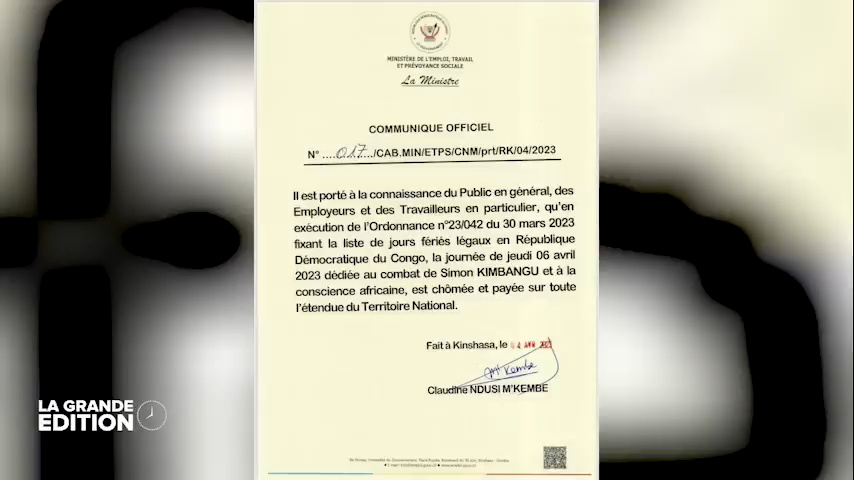 MINISTÈRE DE L'EMPLOI, TRAVAIL
ET PRÉVOYANCE SOCIALE
La Ministre
COMMUNIQUE OFFICIEL
N° ....017.../CAB.MIN/ETPS/CNM/prt/RK/04/2023
Il est porté à la connaissance du Public en général, des
Employeurs et des Travailleurs en particulier, qu'en
exécution de l'Ordonnance n°23/042 du 30 mars 2023
fixant la liste de jours fériés légaux en République
Démocratique du Congo, la journée de jeudi 06 avril
2023 dédiée au combat de Simon KIMBANGU et à la
conscience africaine, est chômée et payée sur toute
l'étendue du Territoire National.
Fait à Kinshasa, le
Claudine NDUSI M'KEMBE
LA GRANDE
EDITION